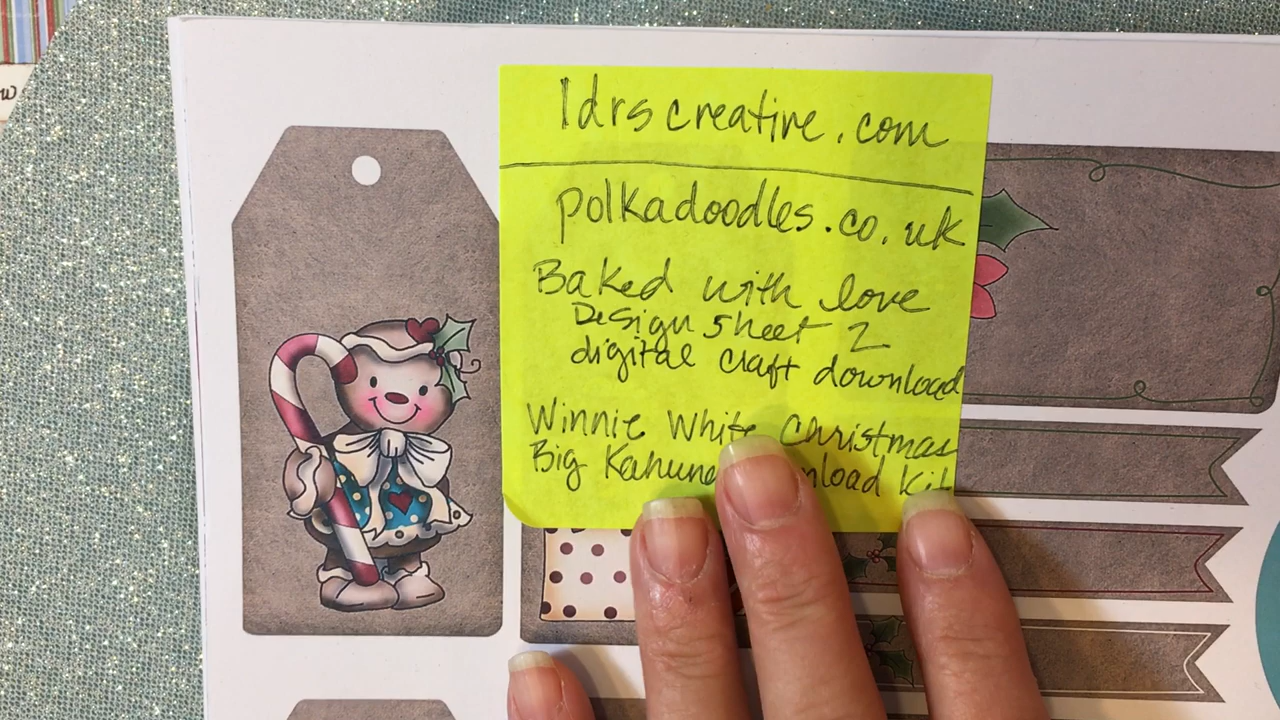 ldrscreative.com
polkadoodles.co.uk
Baked with love
Design sheet 2
digital craft download
Winnie White Christmas
Big Kahuna kit